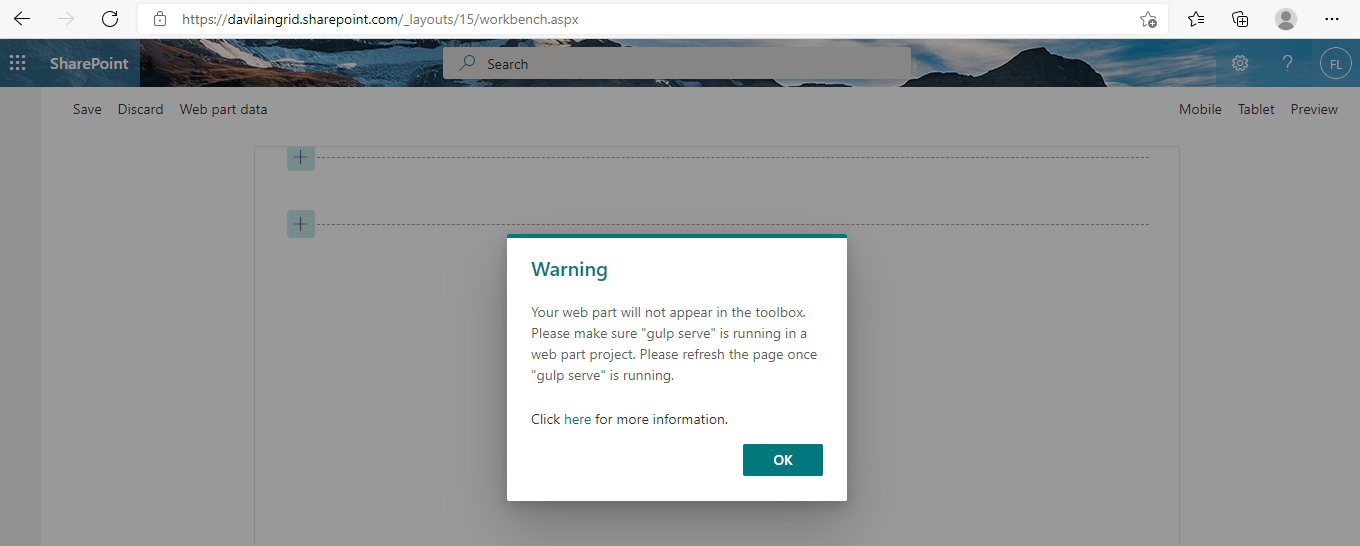 https://davilaingrid.sharepoint.com/_layouts/15/workbench.aspx
SharePoint
Search
?
FL
Save Discard Web part data
Mobile Tablet Preview
Warning
Your web part will not appear in the toolbox.
Please make sure "gulp serve" is running in a
web part project. Please refresh the page once
"gulp serve" is running.
Click here for more information.
OK